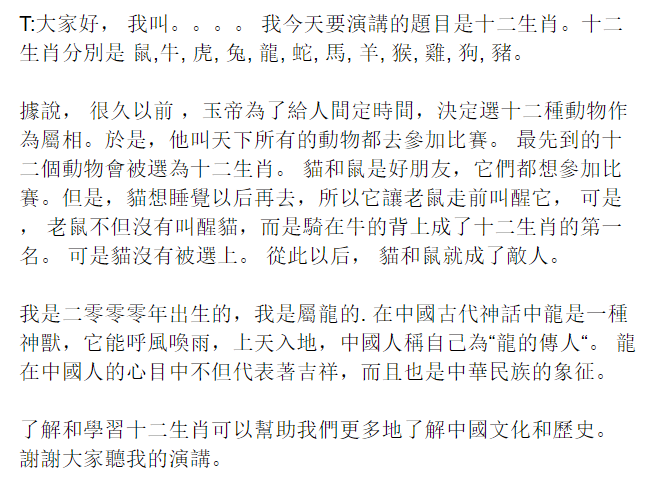 T:大家好， 我叫。。。。 我今天要演講的題目是十二生肖。十二
生肖分別是 鼠,牛, 虎, 兔, 龍, 蛇, 馬, 羊, 猴, 雞, 狗, 豬。
據說， 很久以前 ，玉帝為了給人間定時間，決定選十二種動物作
為屬相。於是，他叫天下所有的動物都去參加比賽。 最先到的十
二個動物會被選為十二生肖。 貓和鼠是好朋友，它們都想參加比
賽。但是，貓想睡覺以后再去，所以它讓老鼠走前叫醒它， 可是
， 老鼠不但沒有叫醒貓，而是騎在牛的背上成了十二生肖的第一
名。 可是貓沒有被選上。 從此以后， 貓和鼠就成了敵人。
我是二零零零年出生的，我是屬龍的. 在中國古代神話中龍是一種
神獸，它能呼風喚雨，上天入地，中國人稱自己為“龍的傳人“。 龍
在中國人的心目中不但代表著吉祥，而且也是中華民族的象征。
了解和學習十二生肖可以幫助我們更多地了解中國文化和歷史。
謝謝大家聽我的演講。